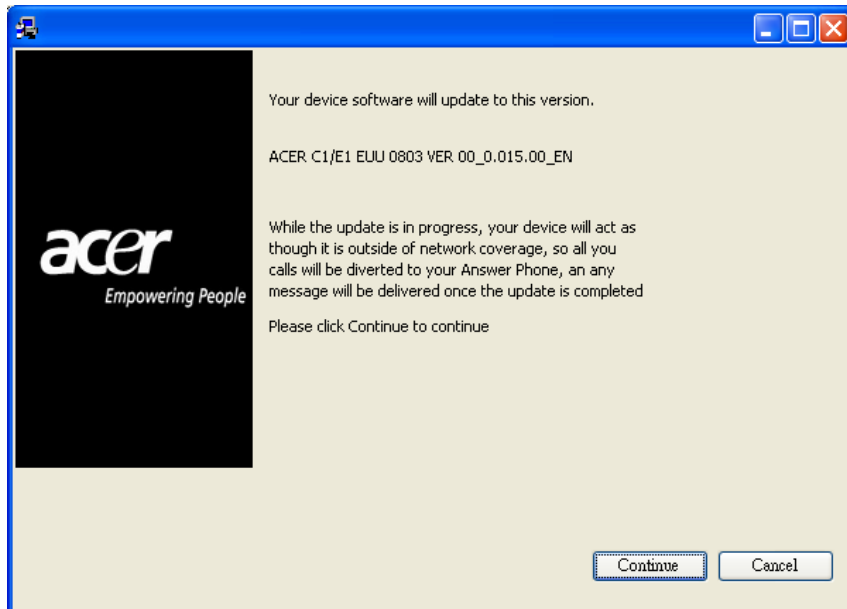 Your device software will update to this version.
ACER C1/E1 EUU 0803 VER 00_0.015.00_EN
acer
Empowering People
While the update is in progress, your device will act as
though it is outside of network coverage, so all you
calls will be diverted to your Answer Phone, an any
message will be delivered once the update is completed
Please click Continue to continue
Continue
Cancel